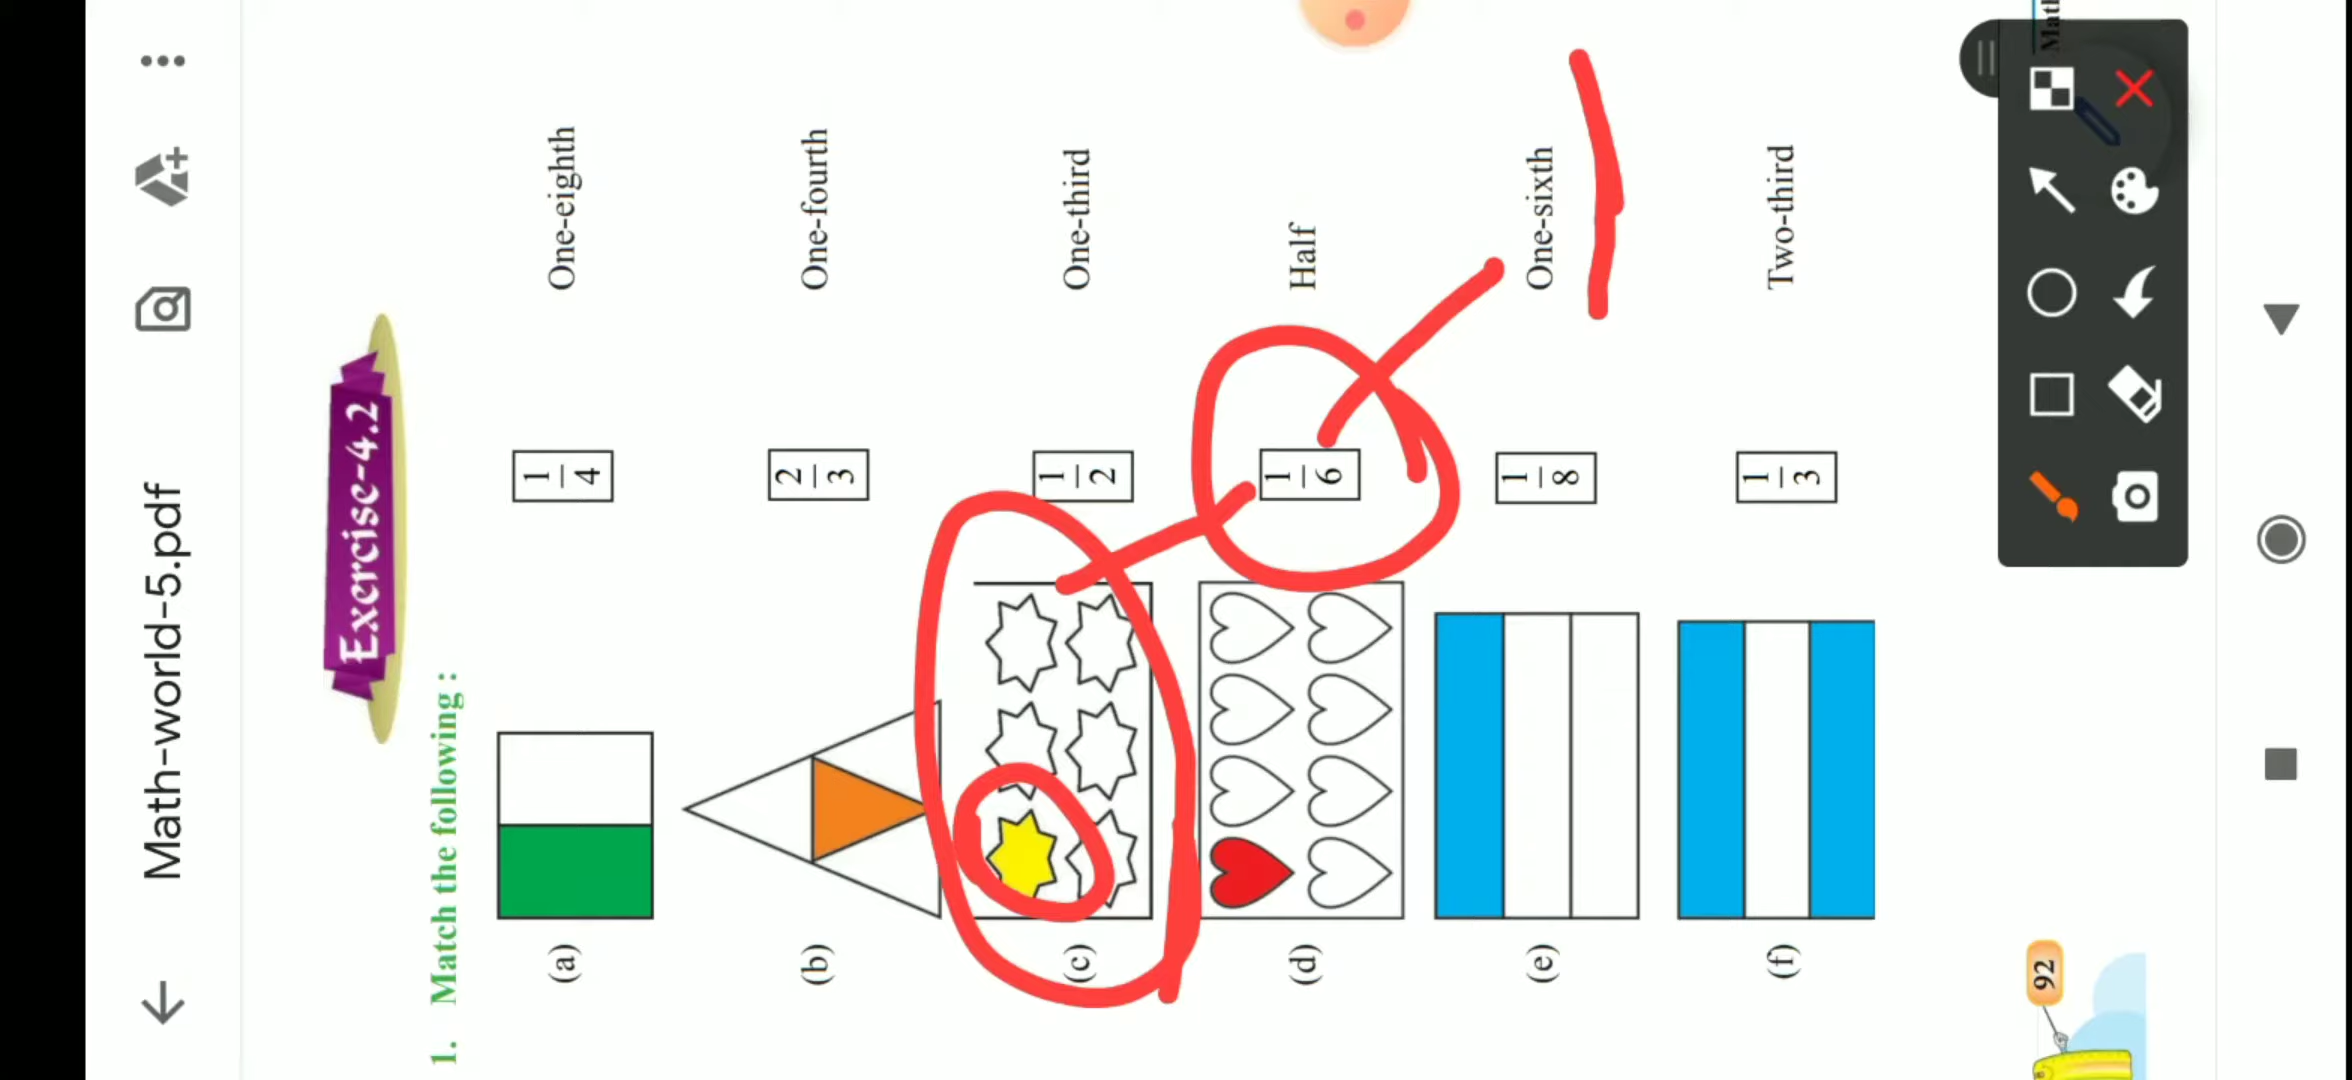 Math-world-5.pdf
Exercise-4.2
1. Match the following :
(a) 1/4 One-eighth
(b) 2/3 One-fourth
(c) 1/2 One-third
(d) 1/6 Half
(e) 1/8 One-sixth
(f) 1/3 Two-third
92
Math